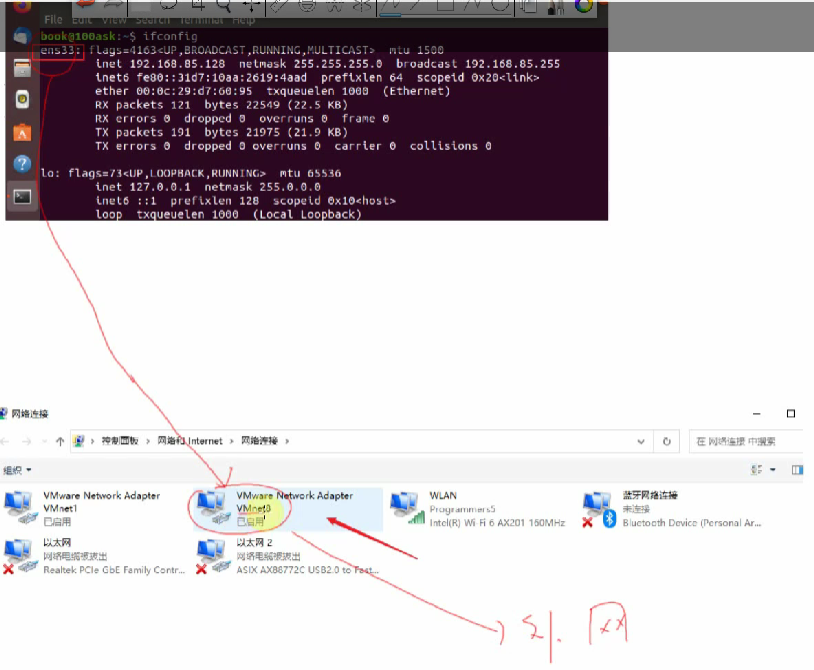 File Edit View Search Terminal Help
book@100ask:~$ ifconfig
ens33: flags=4163<UP,BROADCAST,RUNNING,MULTICAST>  mtu 1500
inet 192.168.85.128  netmask 255.255.255.0  broadcast 192.168.85.255
inet6 fe80::31d7:10aa:2619:4aad  prefixlen 64  scopeid 0x20<link>
ether 00:0c:29:d7:60:95  txqueuelen 1000  (Ethernet)
RX packets 121  bytes 22549 (22.5 KB)
RX errors 0  dropped 0  overruns 0  frame 0
TX packets 191  bytes 21975 (21.9 KB)
TX errors 0  dropped 0 overruns 0  carrier 0  collisions 0
lo: flags=73<UP,LOOPBACK,RUNNING>  mtu 65536
inet 127.0.0.1  netmask 255.0.0.0
inet6 ::1  prefixlen 128  scopeid 0x10<host>
loop  txqueuelen 1000  (Local Loopback)
网络连接
控制面板 > 网络和 Internet > 网络连接 >
在 网络连接 中搜索
组织
VMware Network Adapter
VMnet1
已启用
VMware Network Adapter
VMnet8
已启用
WLAN
Programmers5
Intel(R) Wi-Fi 6 AX201 160MHz
蓝牙网络连接
未连接
Bluetooth Device (Personal Ar...
以太网
网络电缆被拔出
Realtek PCIe GbE Family Contr...
以太网 2
网络电缆被拔出
ASIX AX88772C USB2.0 to Fast...